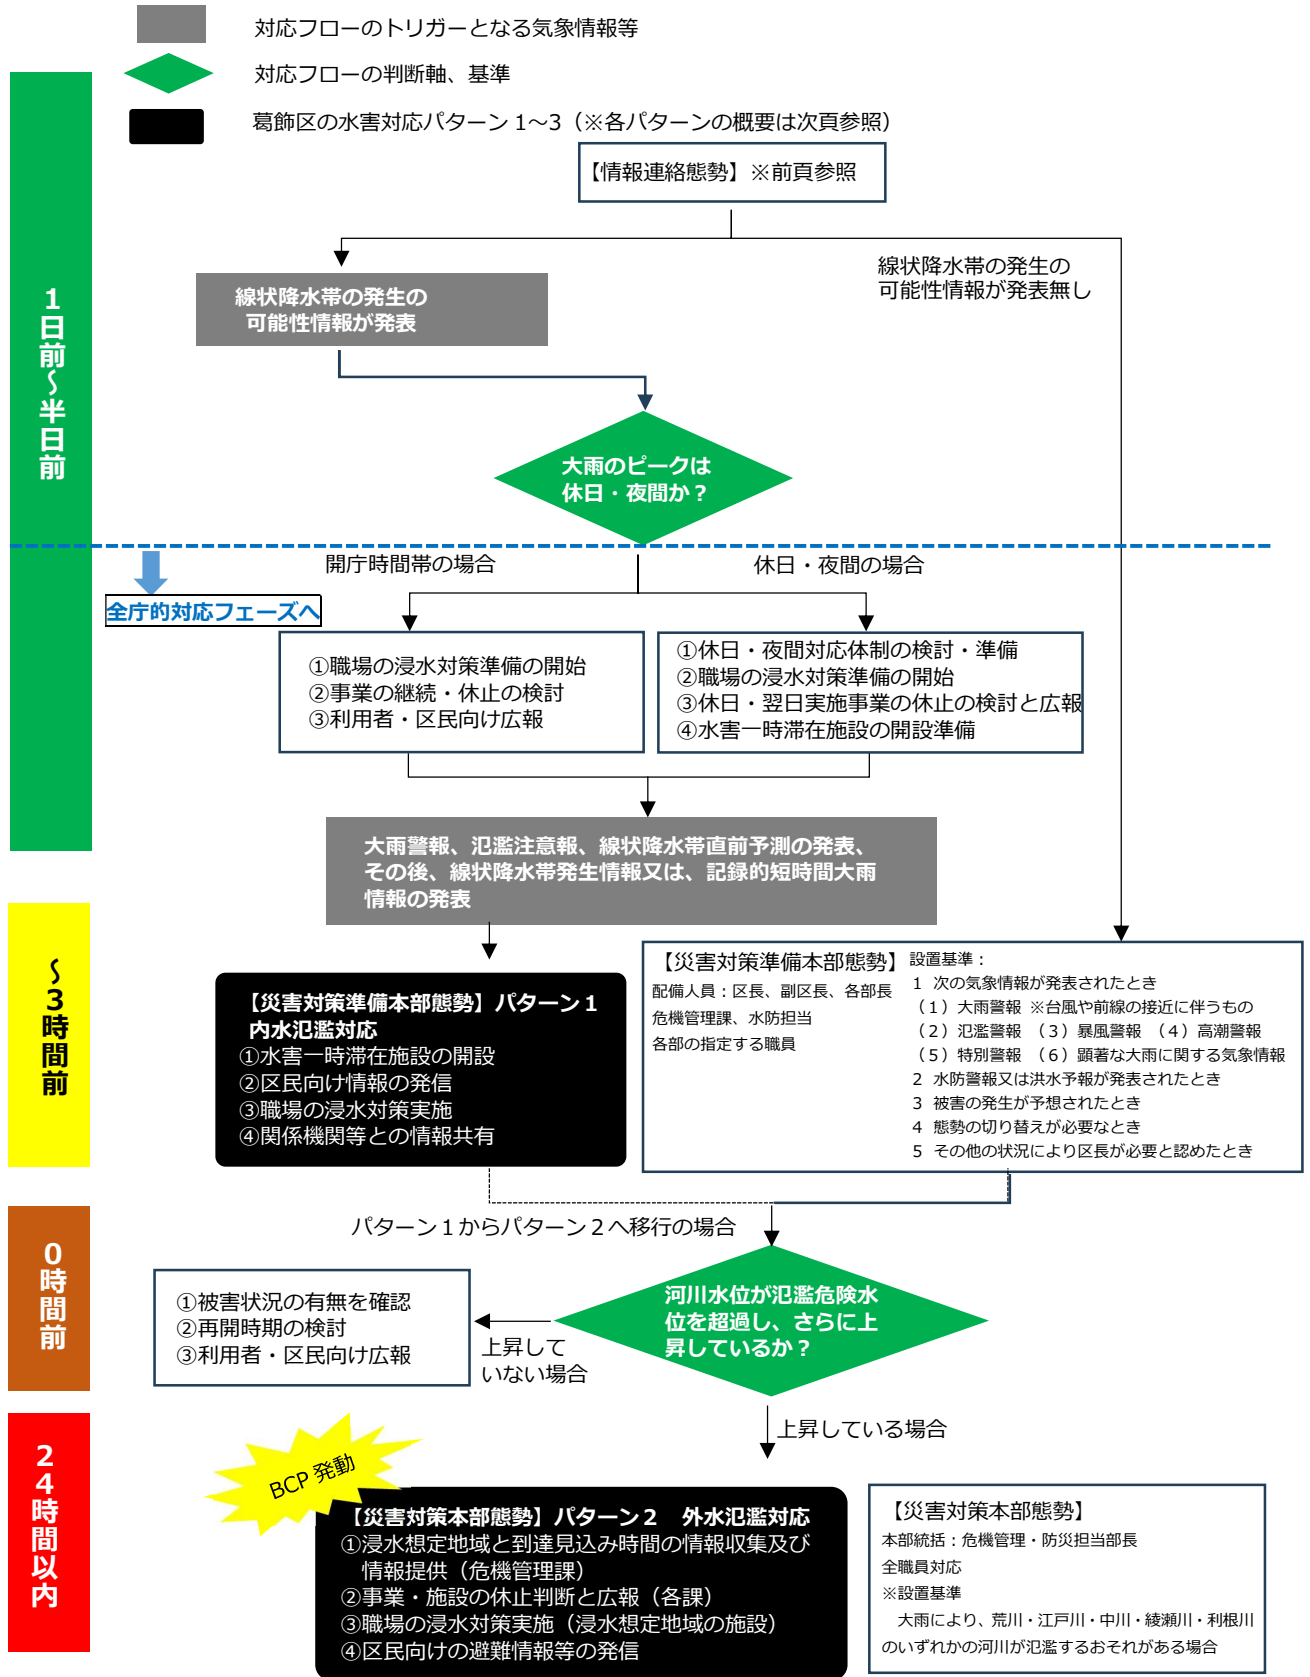 対応フローのトリガーとなる気象情報等
対応フローの判断軸、基準
葛飾区の水害対応パターン1~3（※各パターンの概要は次頁参照）
【情報連絡態勢】※前頁参照
線状降水帯の発生の
可能性情報が発表無し
線状降水帯の発生の
可能性情報が発表
1日前~半日前
大雨のピークは
休日・夜間か？
開庁時間帯の場合
休日・夜間の場合
全庁的対応フェーズへ
①職場の浸水対策準備の開始
②事業の継続・休止の検討
③利用者・区民向け広報
①休日・夜間対応体制の検討・準備
②職場の浸水対策準備の開始
③休日・翌日実施事業の休止の検討と広報
④水害一時滞在施設の開設準備
大雨警報、氾濫注意報、線状降水帯直前予測の発表、
その後、線状降水帯発生情報又は、記録的短時間大雨
情報の発表
~3時間前
【災害対策準備本部態勢】パターン1
内水氾濫対応
①水害一時滞在施設の開設
②区民向け情報の発信
③職場の浸水対策実施
④関係機関等との情報共有
【災害対策準備本部態勢】
配備人員：区長、副区長、各部長
危機管理課、水防担当
各部の指定する職員
設置基準：
1 次の気象情報が発表されたとき
（1）大雨警報 ※台風や前線の接近に伴うもの
（2）氾濫警報 （3）暴風警報 （4）高潮警報
（5）特別警報 （6）顕著な大雨に関する気象情報
2 水防警報又は洪水予報が発表されたとき
3 被害の発生が予想されたとき
4 態勢の切り替えが必要なとき
5 その他の状況により区長が必要と認めたとき
パターン1からパターン2へ移行の場合
0時間前
河川水位が氾濫危険水
位を超過し、さらに上
昇しているか？
①被害状況の有無を確認
②再開時期の検討
③利用者・区民向け広報
上昇して
いない場合
上昇している場合
24時間以内
BCP発動
【災害対策本部態勢】パターン2　外水氾濫対応
①浸水想定地域と到達見込み時間の情報収集及び
情報提供（危機管理課）
②事業・施設の休止判断と広報（各課）
③職場の浸水対策実施（浸水想定地域の施設）
④区民向けの避難情報等の発信
【災害対策本部態勢】
本部統括：危機管理・防災担当部長
全職員対応
※設置基準
大雨により、荒川・江戸川・中川・綾瀬川・利根川
のいずれかの河川が氾濫するおそれがある場合